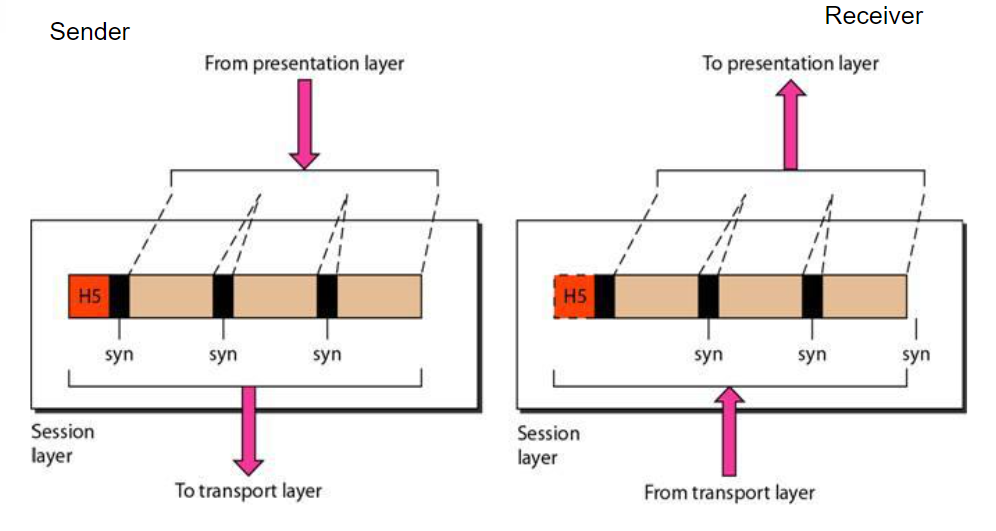 Sender
Receiver
From presentation layer
To presentation layer
H5
H5
syn
syn
syn
syn
syn
syn
Session
layer
Session
layer
To transport layer
From transport layer